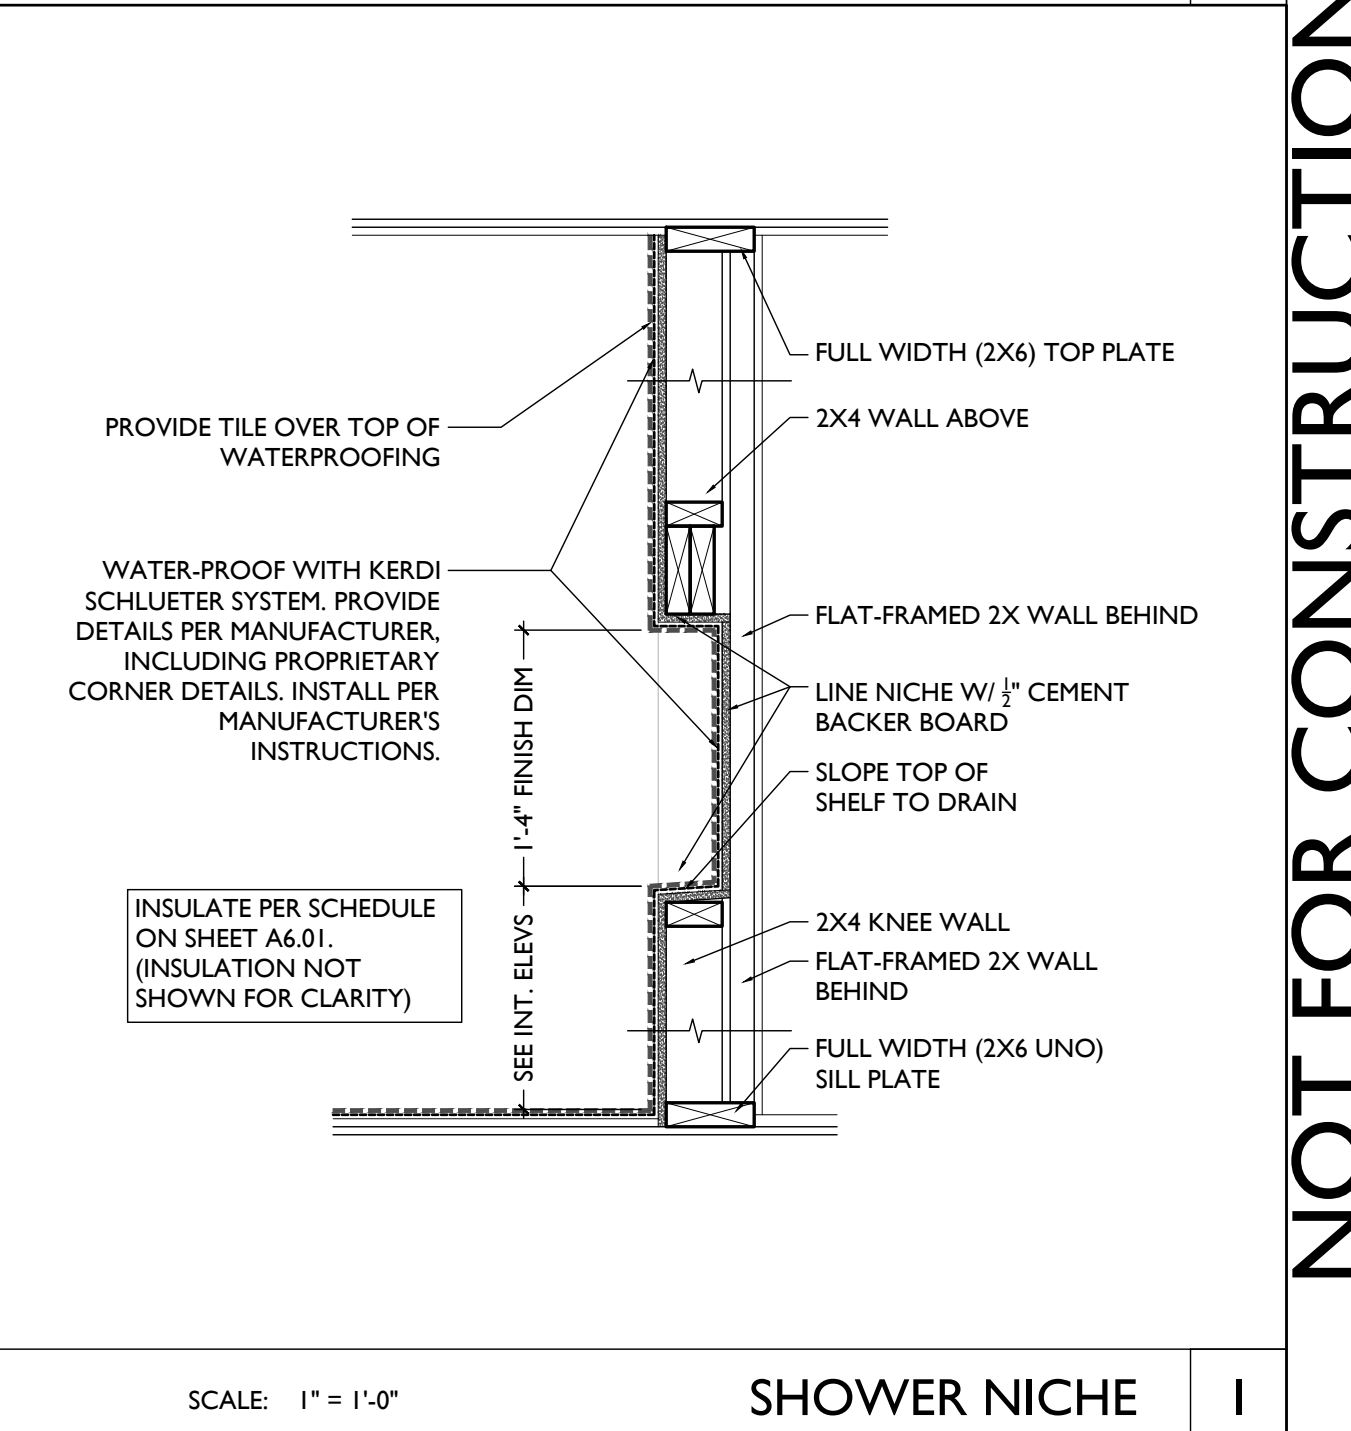 FULL WIDTH (2X6) TOP PLATE
2X4 WALL ABOVE
PROVIDE TILE OVER TOP OF
WATERPROOFING
WATER-PROOF WITH KERDI
SCHLUETER SYSTEM. PROVIDE
DETAILS PER MANUFACTURER,
INCLUDING PROPRIETARY
CORNER DETAILS. INSTALL PER
MANUFACTURER'S
INSTRUCTIONS.
FLAT-FRAMED 2X WALL BEHIND
LINE NICHE W/ 1/2" CEMENT
BACKER BOARD
SLOPE TOP OF
SHELF TO DRAIN
1'-4" FINISH DIM
SEE INT. ELEVS
INSULATE PER SCHEDULE
ON SHEET A6.01.
(INSULATION NOT
SHOWN FOR CLARITY)
2X4 KNEE WALL
FLAT-FRAMED 2X WALL
BEHIND
FULL WIDTH (2X6 UNO)
SILL PLATE
SCALE: 1" = 1'-0"
SHOWER NICHE
1
NOT FOR CONSTRUCTION